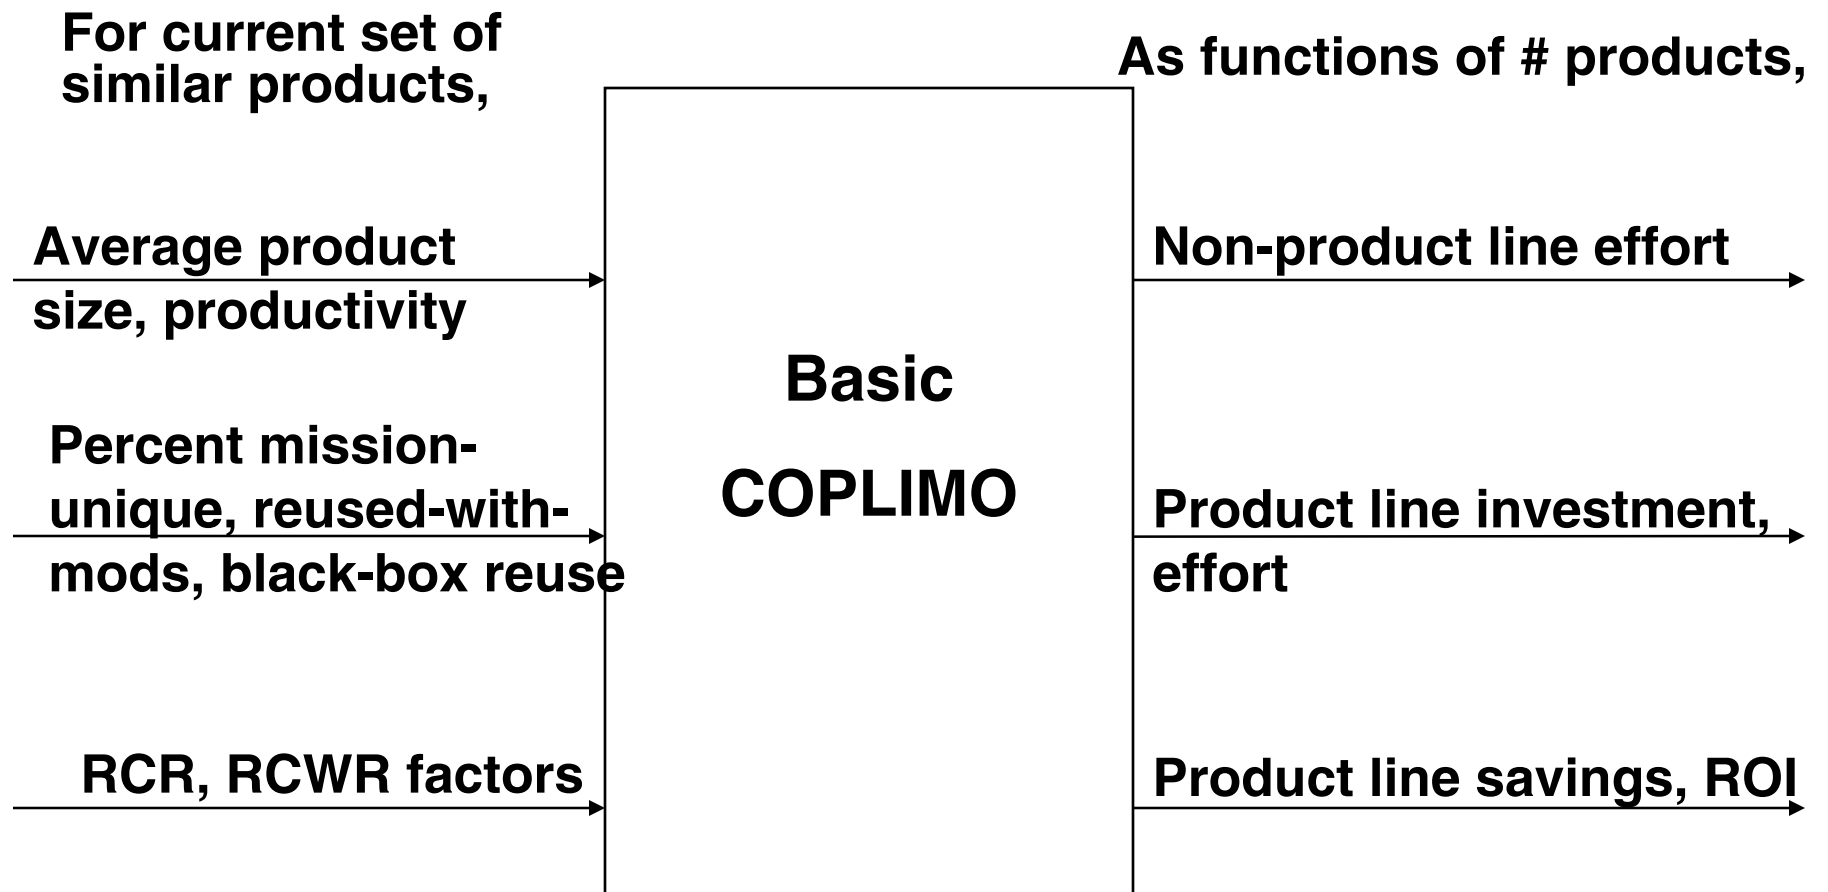 For current set of
similar products,
As functions of # products,
Average product
size, productivity
Non-product line effort
Basic
COPLIMO
Percent mission-
unique, reused-with-
mods, black-box reuse
Product line investment,
effort
RCR, RCWR factors
Product line savings, ROI